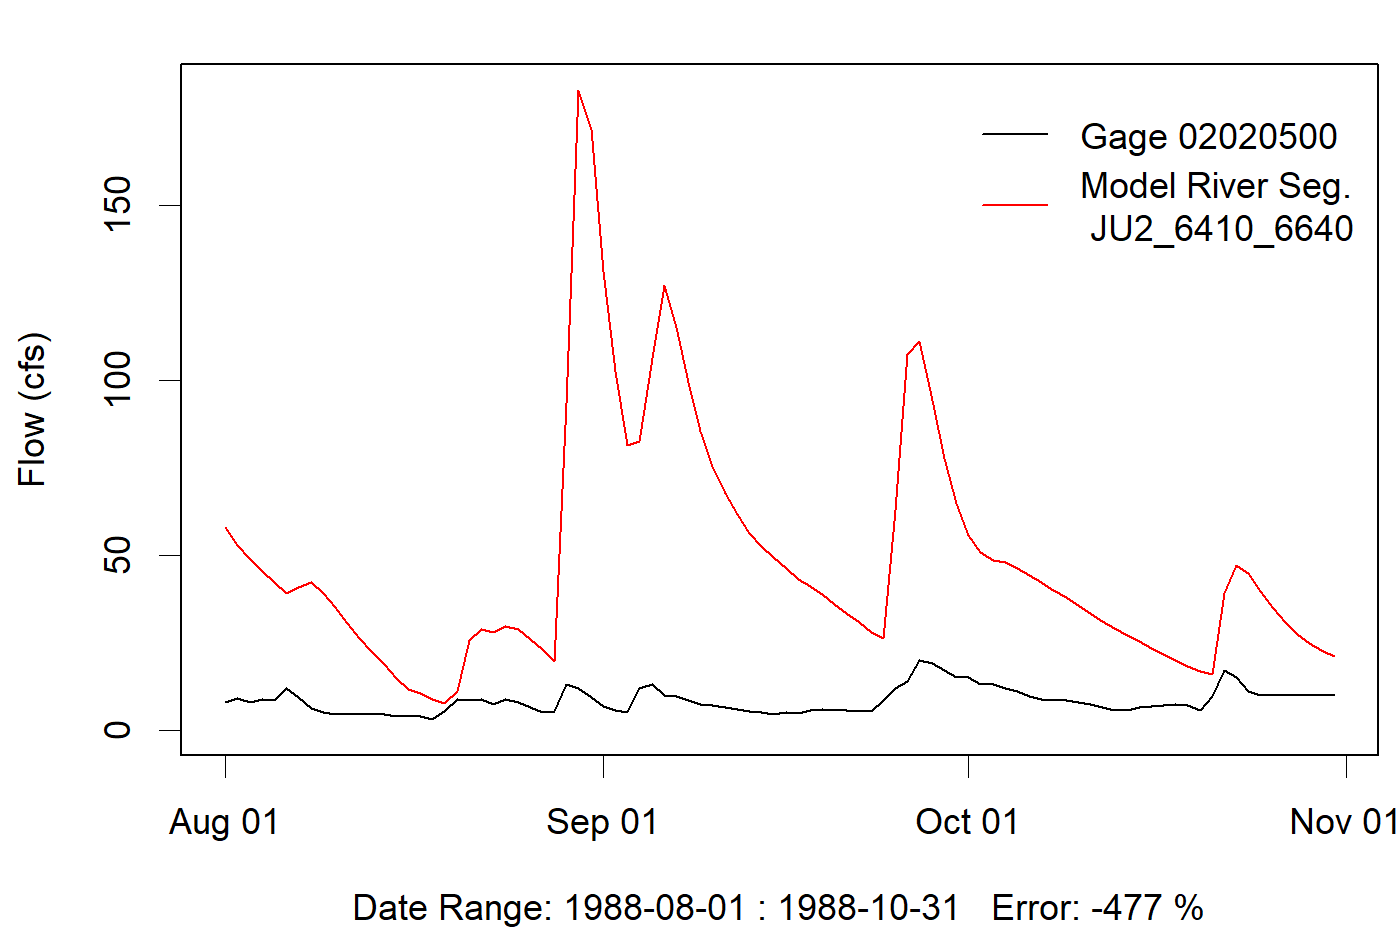 Gage 02020500
Model River Seg.
JU2_6410_6640
Flow (cfs)
150
100
50
0
Aug 01
Sep 01
Oct 01
Nov 01
Date Range: 1988-08-01 : 1988-10-31 Error: -477 %